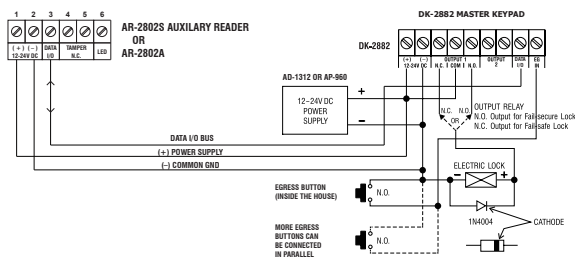 1 2 3 4 5 6
AR-2802S AUXILARY READER
OR
AR-2802A
(+) (–) DATA TAMPER LED
12-24V DC I/O N.C.
DK-2882 MASTER KEYPAD
DK-2882
(+) (–) OUTPUT 1 OUTPUT DATA EG
12-24V DC N.C. COM N.O. 2 I/O IN
AD-1312 OR AP-960
12–24V DC
POWER
SUPPLY
+
–
N.C. N.O.
OR
OUTPUT RELAY
N.O. Output for Fail-secure Lock
N.C. Output for Fail-safe Lock
DATA I/O BUS
(+) POWER SUPPLY
(–) COMMON GND
ELECTRIC LOCK
– +
EGRESS BUTTON
(INSIDE THE HOUSE)
N.O.
1N4004
CATHODE
MORE EGRESS
BUTTONS CAN
BE CONNECTED
IN PARALLEL
N.O.